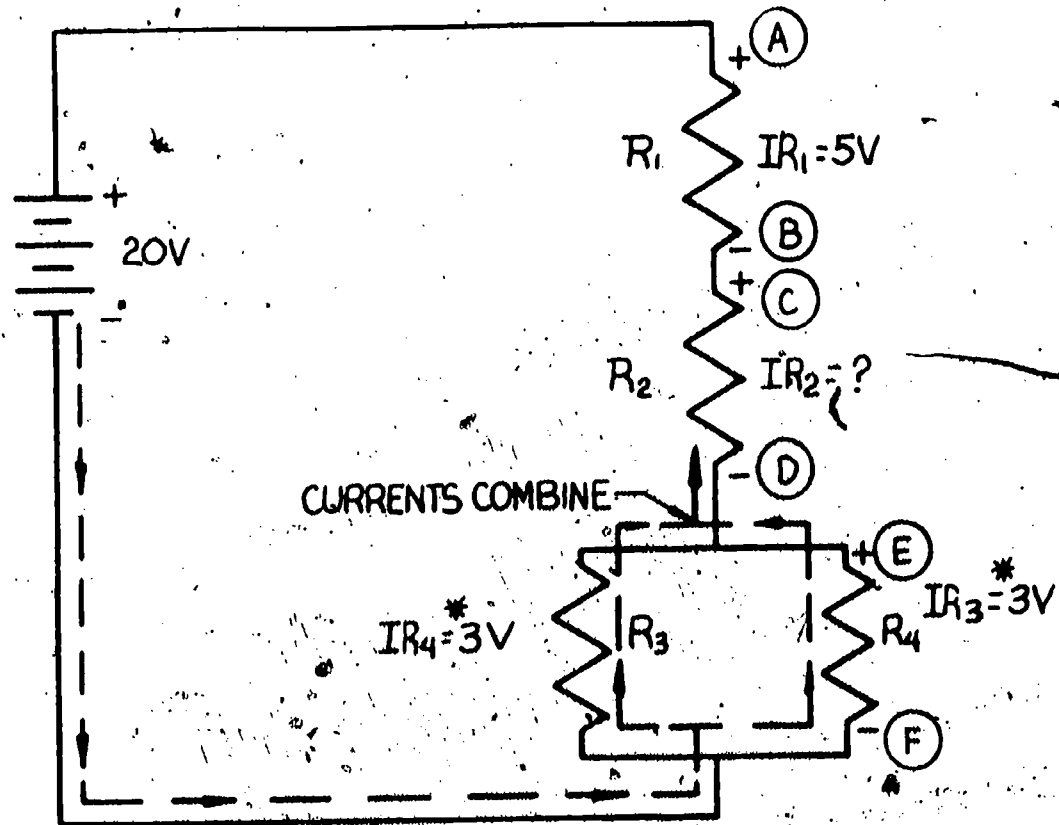 + A
R₁ IR₁=5V
+
20V
-
- B
+ C
R₂ IR₂=?
- D
CURRENTS COMBINE
+ E
IR₄=*3V R₃ R₄ IR₃=*3V
- F